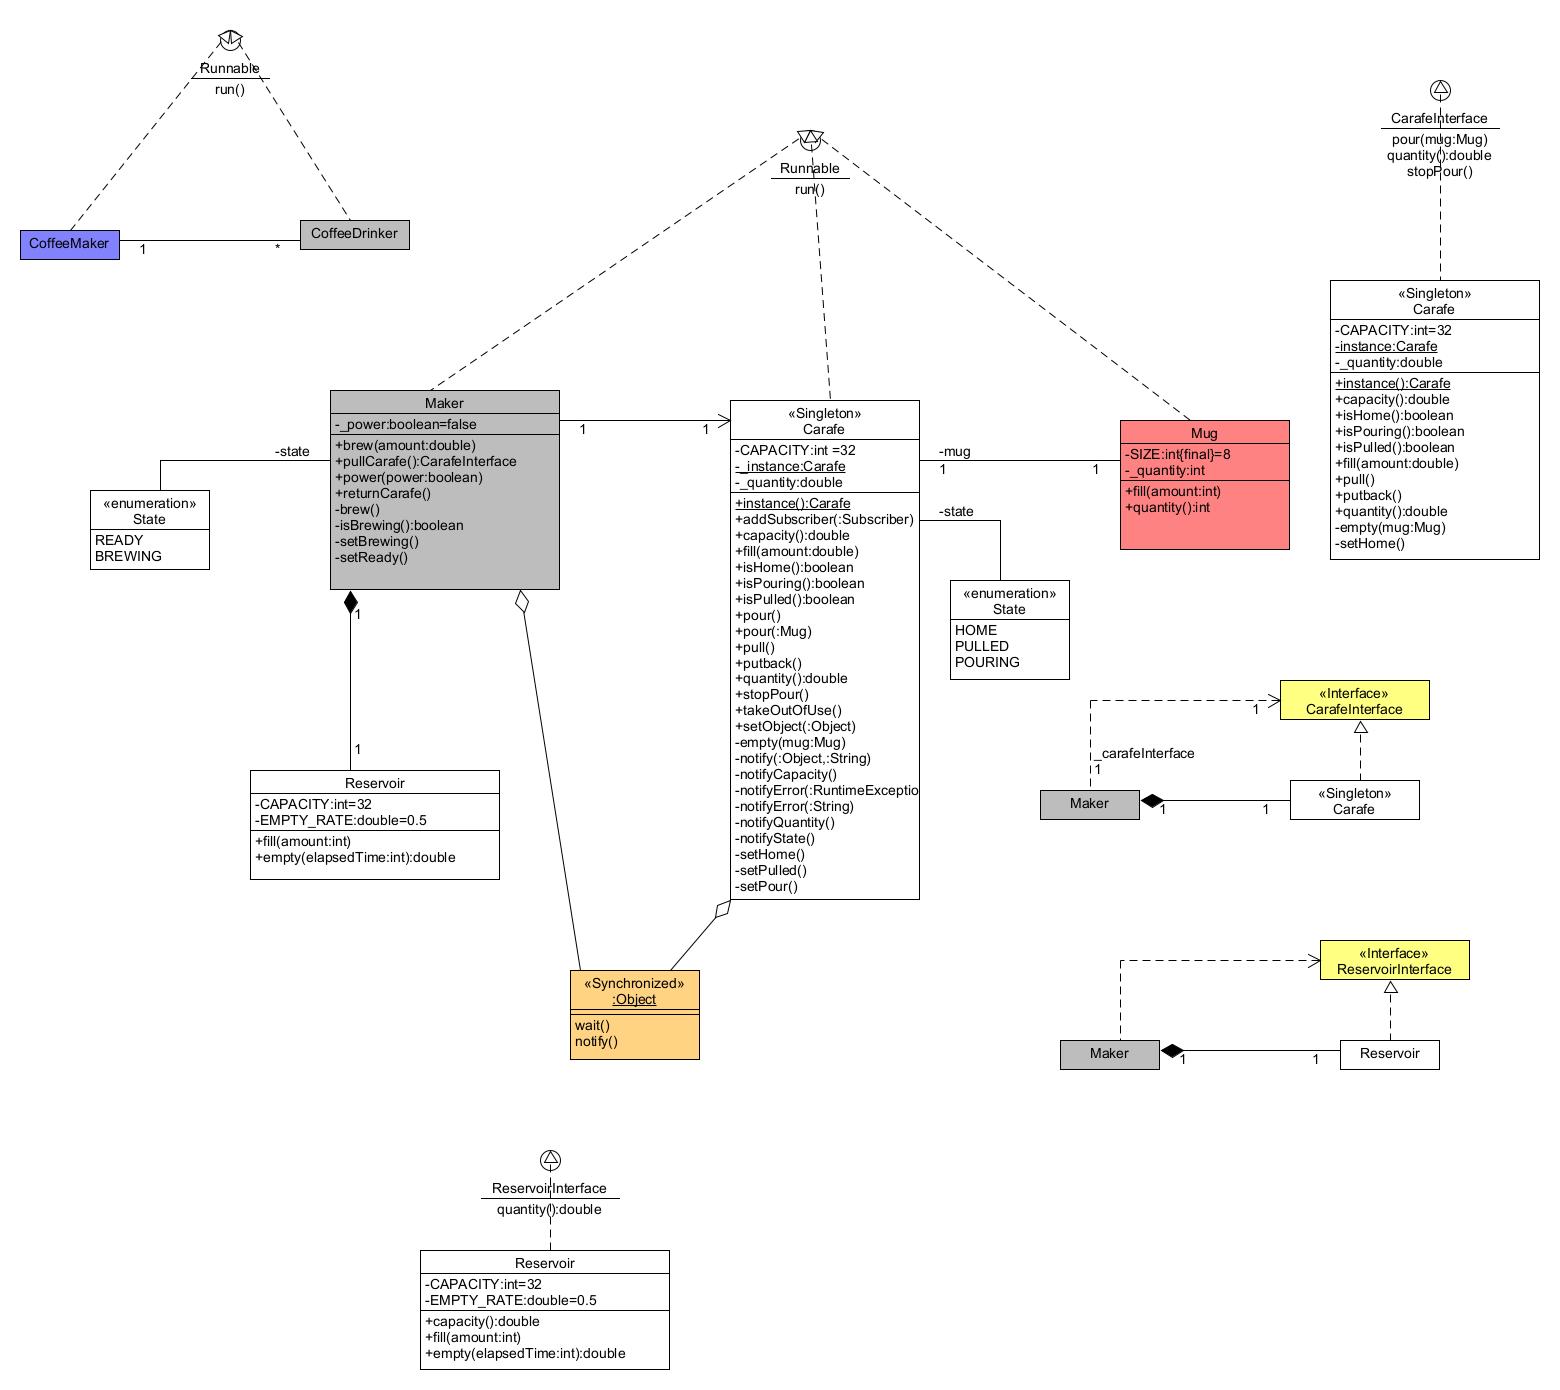 Runnable
run()
CoffeeMaker
1
*
CoffeeDrinker
Runnable
run()
CarafeInterface
pour(mug:Mug)
quantity():double
stopPour()
«Singleton»
Carafe
-CAPACITY:int=32
-instance:Carafe
-_quantity:double
+instance():Carafe
+capacity():double
+isHome():boolean
+isPouring():boolean
+isPulled():boolean
+fill(amount:double)
+pull()
+putback()
+quantity():double
-empty(mug:Mug)
-setHome()
Maker
-_power:boolean=false
+brew(amount:double)
+pullCarafe():CarafeInterface
+power(power:boolean)
+returnCarafe()
-brew()
-isBrewing():boolean
-setBrewing()
-setReady()
-state
«enumeration»
State
READY
BREWING
1
1
«Singleton»
Carafe
-CAPACITY:int =32
-_instance:Carafe
-_quantity:double
+instance():Carafe
+addSubscriber(:Subscriber)
+capacity():double
+fill(amount:double)
+isHome():boolean
+isPouring():boolean
+isPulled():boolean
+pour()
+pour(:Mug)
+pull()
+putback()
+quantity():double
+stopPour()
+takeOutOfUse()
+setObject(:Object)
-empty(mug:Mug)
-notify(:Object,:String)
-notifyCapacity()
-notifyError(:RuntimeExceptio
-notifyError(:String)
-notifyQuantity()
-notifyState()
-setHome()
-setPulled()
-setPour()
-mug
1
1
Mug
-SIZE:int{final}=8
-_quantity:int
+fill(amount:int)
+quantity():int
-state
«enumeration»
State
HOME
PULLED
POURING
1
1
Reservoir
-CAPACITY:int=32
-EMPTY_RATE:double=0.5
+fill(amount:int)
+empty(elapsedTime:int):double
«Synchronized»
:Object
wait()
notify()
«Interface»
CarafeInterface
1
_carafeInterface
1
Maker
1
1
«Singleton»
Carafe
«Interface»
ReservoirInterface
Maker
1
1
Reservoir
ReservoirInterface
quantity():double
Reservoir
-CAPACITY:int=32
-EMPTY_RATE:double=0.5
+capacity():double
+fill(amount:int)
+empty(elapsedTime:int):double